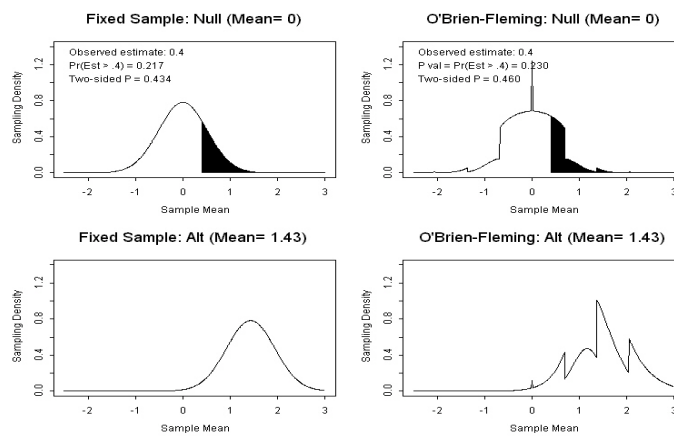 Fixed Sample: Null (Mean= 0)
Observed estimate: 0.4
Pr(Est > .4) = 0.217
Two-sided P = 0.434
Sampling Density
0.0 0.4 0.8 1.2
-2 -1 0 1 2 3
Sample Mean
O'Brien-Fleming: Null (Mean= 0)
Observed estimate: 0.4
P val = Pr(Est > .4) = 0.230
Two-sided P = 0.460
Sampling Density
0.0 0.4 0.8 1.2
-2 -1 0 1 2 3
Sample Mean
Fixed Sample: Alt (Mean= 1.43)
Sampling Density
0.0 0.4 0.8 1.2
-2 -1 0 1 2 3
Sample Mean
O'Brien-Fleming: Alt (Mean= 1.43)
Sampling Density
0.0 0.4 0.8 1.2
-2 -1 0 1 2 3
Sample Mean